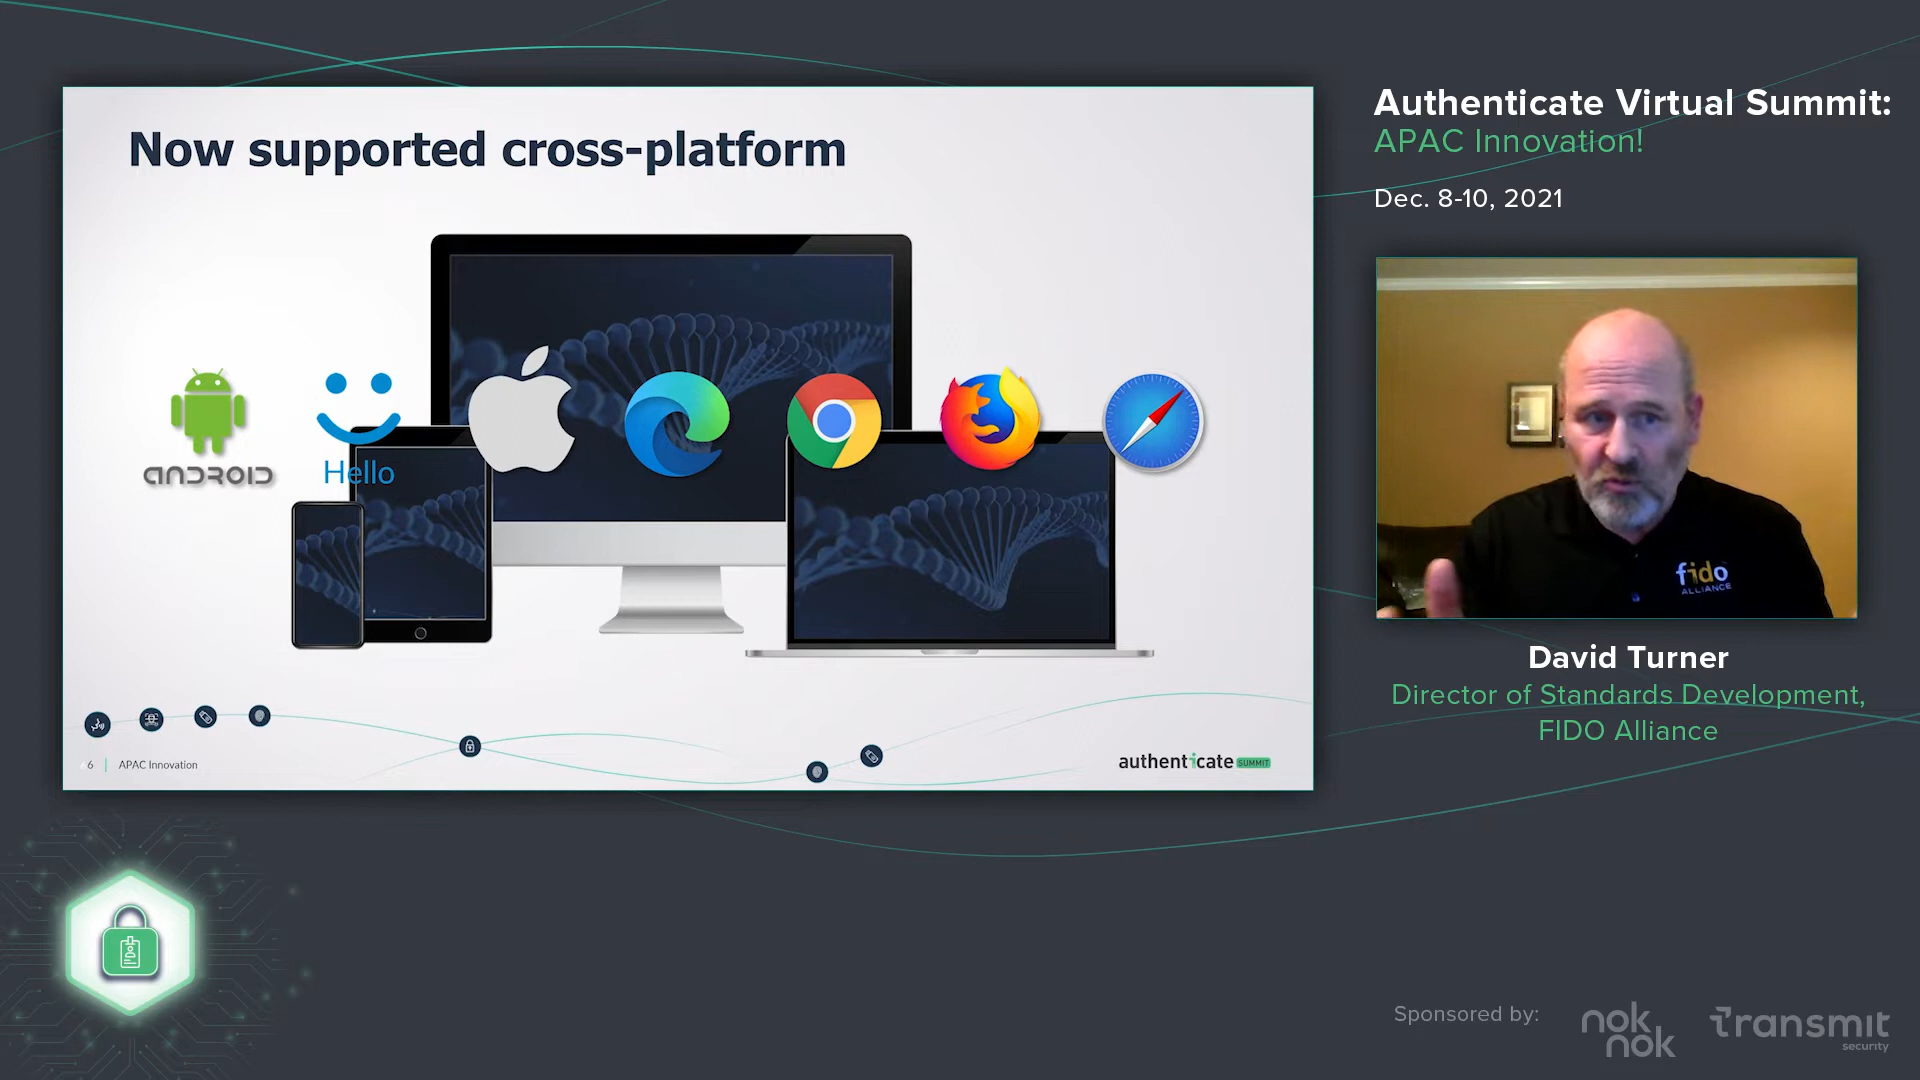 Now supported cross-platform
ANDROID
Hello
6 | APAC Innovation
authenticate SUMMIT
Authenticate Virtual Summit:
APAC Innovation!
Dec. 8-10, 2021
fido
ALLIANCE
David Turner
Director of Standards Development,
FIDO Alliance
Sponsored by:
nok
nok
Transmit
security